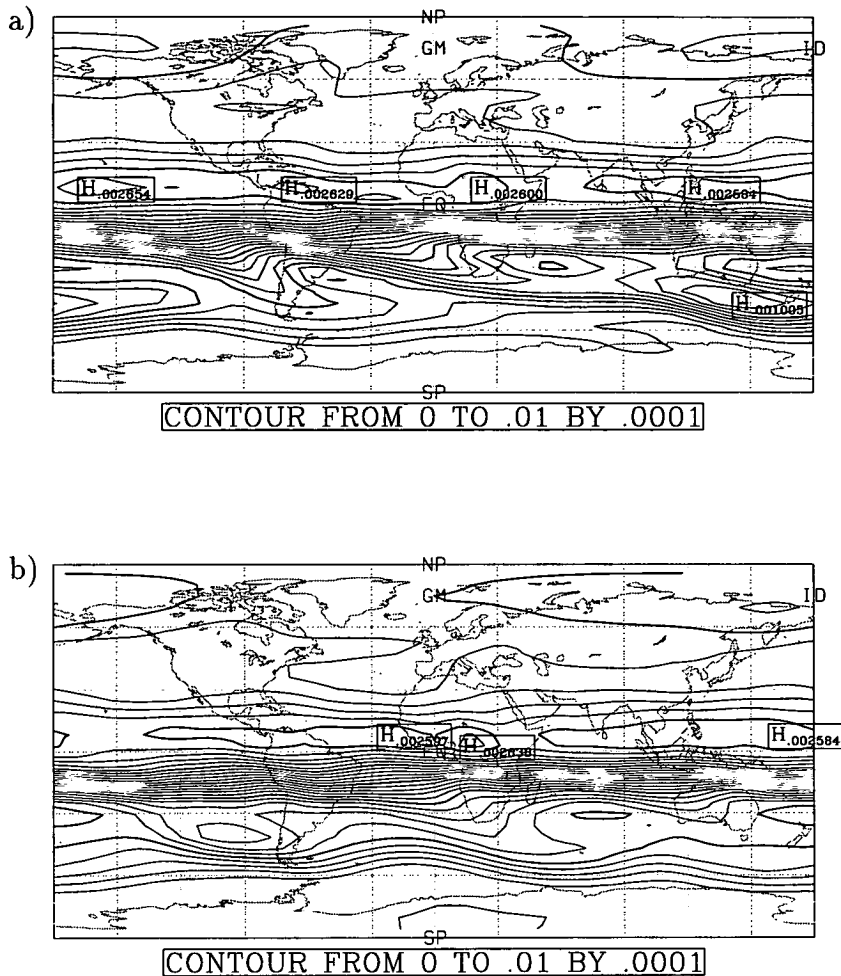 a)
NP
GM
ID
H.002654
H.002629
H.002600
H.002584
EQ
H.001005
SP
CONTOUR FROM 0 TO .01 BY .0001
b)
NP
GM
ID
H.002597
H.002638
H.002584
SP
CONTOUR FROM 0 TO .01 BY .0001